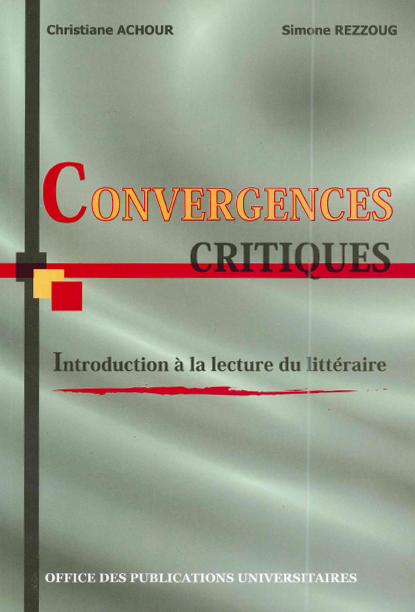 Christiane ACHOUR Simone REZZOUG
CONVERGENCES
CRITIQUES
Introduction à la lecture du littéraire
OFFICE DES PUBLICATIONS UNIVERSITAIRES